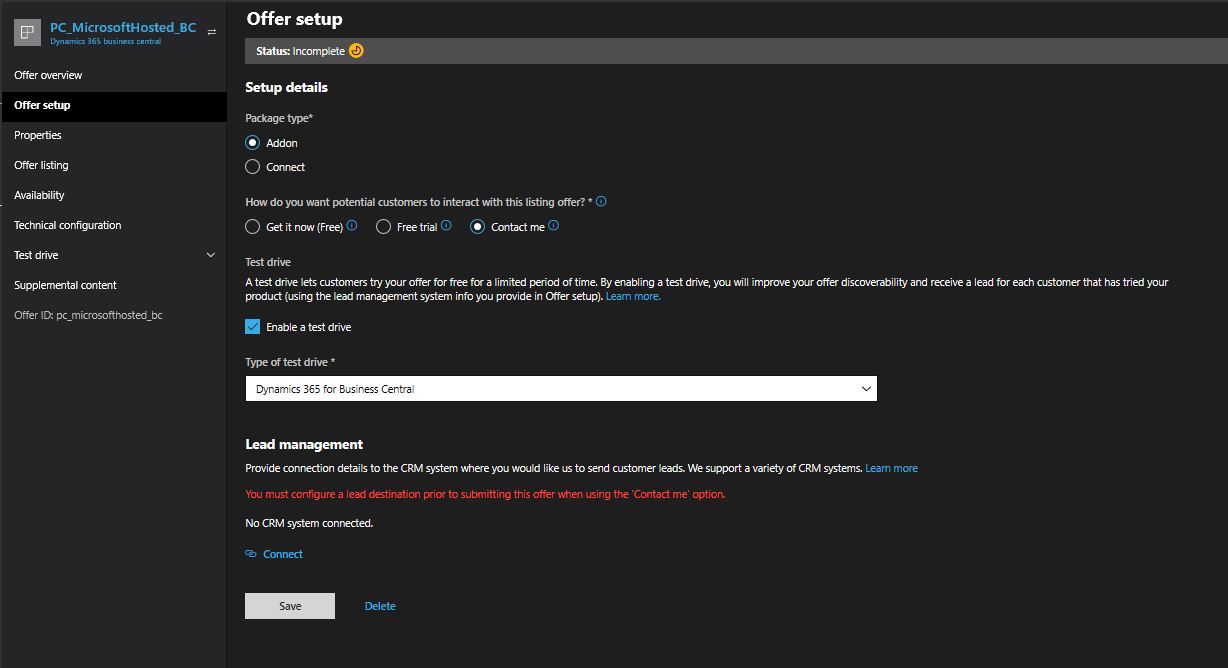 PC_MicrosoftHosted_BC
Dynamics 365 business central
Offer overview
Offer setup
Properties
Offer listing
Availability
Technical configuration
Test drive
Supplemental content
Offer ID: pc_microsofthosted_bc
Offer setup
Status: Incomplete
Setup details
Package type*
Addon
Connect
How do you want potential customers to interact with this listing offer? *
Get it now (Free) Free trial Contact me
Test drive
A test drive lets customers try your offer for free for a limited period of time. By enabling a test drive, you will improve your offer discoverability and receive a lead for each customer that has tried your
product (using the lead management system info you provide in Offer setup). Learn more.
Enable a test drive
Type of test drive *
Dynamics 365 for Business Central
Lead management
Provide connection details to the CRM system where you would like us to send customer leads. We support a variety of CRM systems. Learn more
You must configure a lead destination prior to submitting this offer when using the 'Contact me' option.
No CRM system connected.
Connect
Save Delete